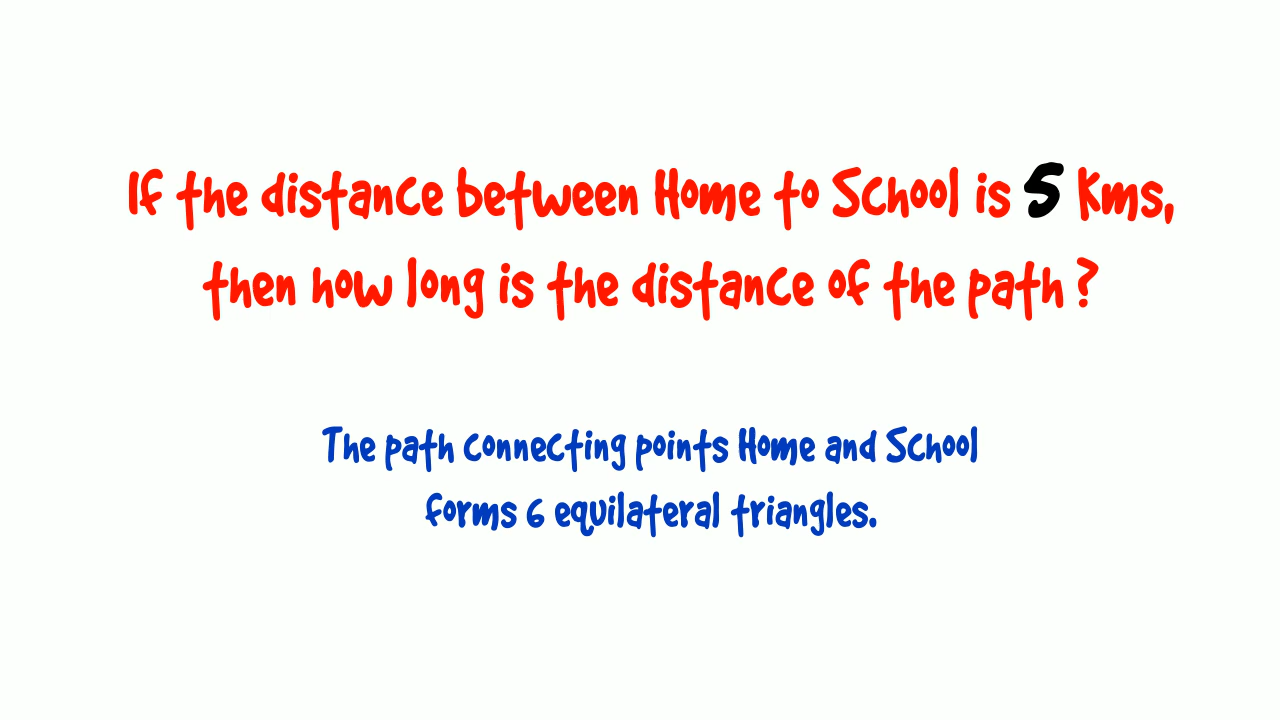 If the distance between Home to School is 5 Kms,
then how long is the distance of the path ?
The path connecting points Home and School
forms 6 equilateral triangles.